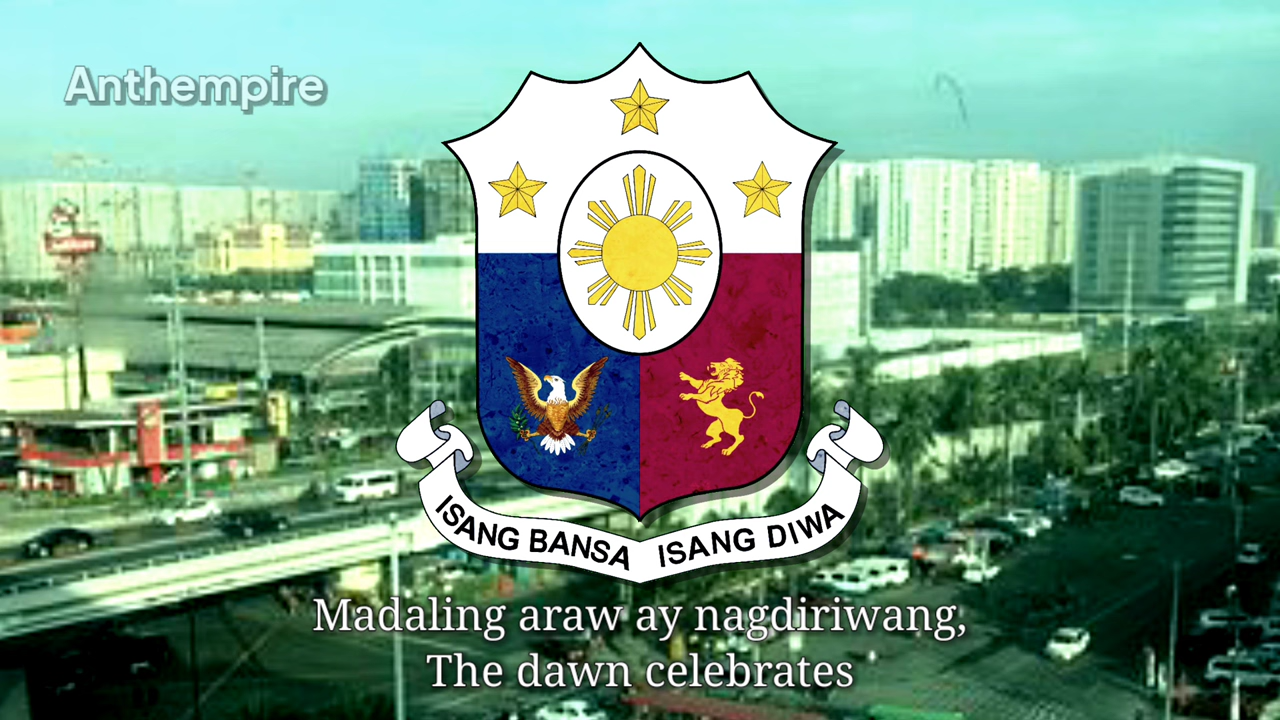 Anthempire
ISANG BANSA ISANG DIWA
Madaling araw ay nagdiriwang,
The dawn celebrates